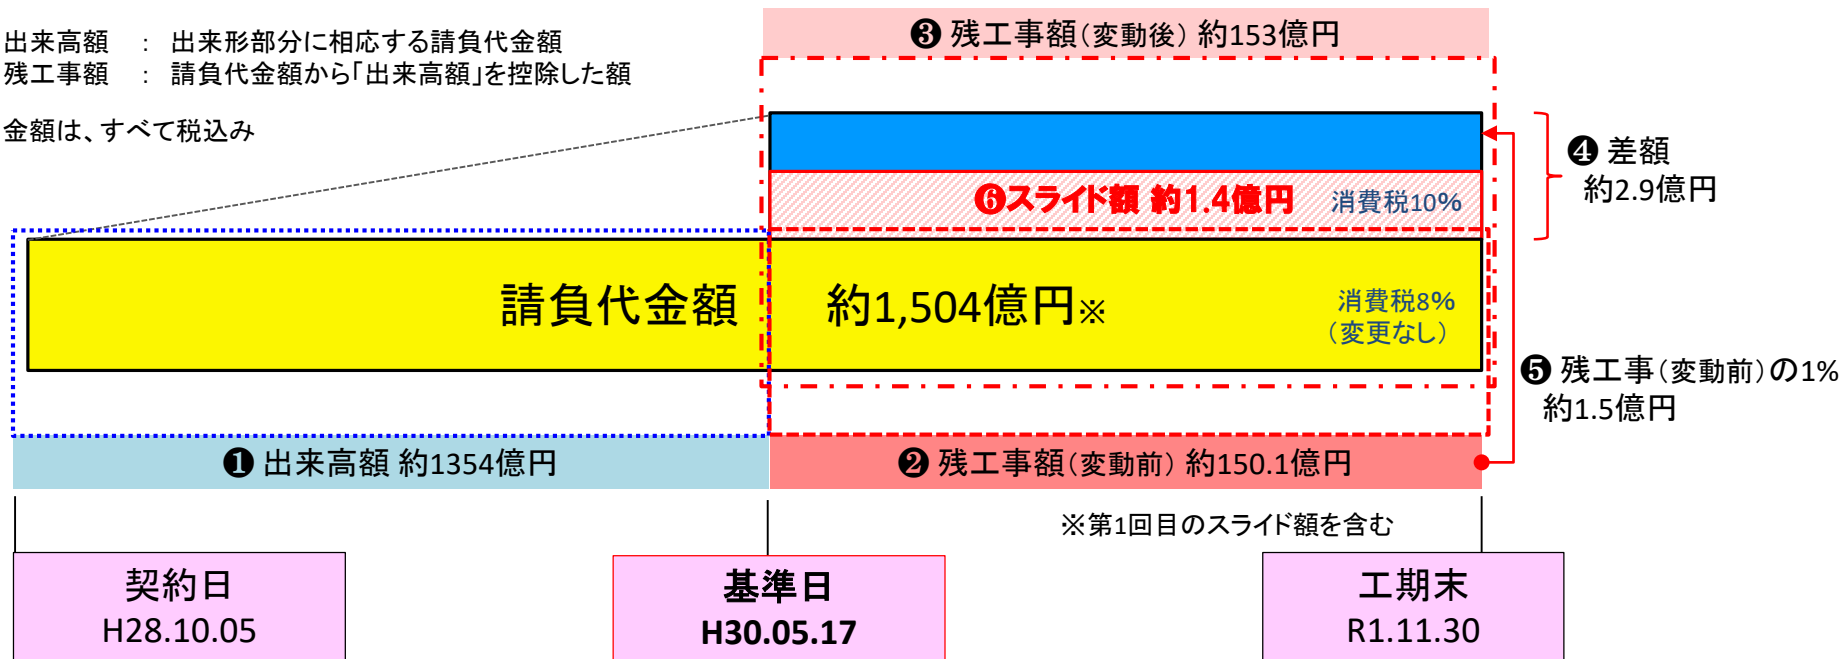 出来高額 : 出来形部分に相応する請負代金額
残工事額 : 請負代金額から「出来高額」を控除した額
金額は、すべて税込み
❸ 残工事額(変動後) 約153億円
❹ 差額
約2.9億円
❻スライド額 約1.4億円
消費税10%
請負代金額 約1,504億円※
消費税8%
(変更なし)
❺ 残工事(変動前)の1%
約1.5億円
❶ 出来高額 約1354億円
❷ 残工事額(変動前) 約150.1億円
※第1回目のスライド額を含む
契約日
H28.10.05
基準日
H30.05.17
工期末
R1.11.30